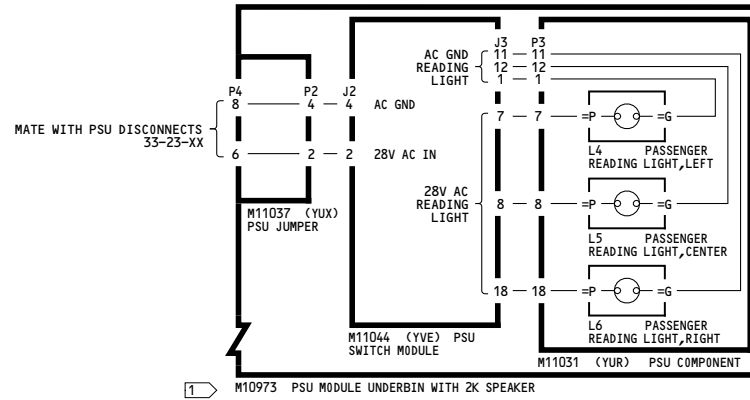 J3 P3
AC GND 11 11
READING 12 12
LIGHT 1 1
P4 P2 J2
8 4 4 AC GND
7 7 =P =G
MATE WITH PSU DISCONNECTS
33-23-XX
L4 PASSENGER
READING LIGHT,LEFT
6 2 2 28V AC IN
28V AC
READING
LIGHT
8 8 =P =G
M11037 (YUX)
PSU JUMPER
L5 PASSENGER
READING LIGHT,CENTER
18 18 =P =G
L6 PASSENGER
READING LIGHT,RIGHT
M11044 (YVE) PSU
SWITCH MODULE
M11031 (YUR) PSU COMPONENT
1 M10973 PSU MODULE UNDERBIN WITH 2K SPEAKER